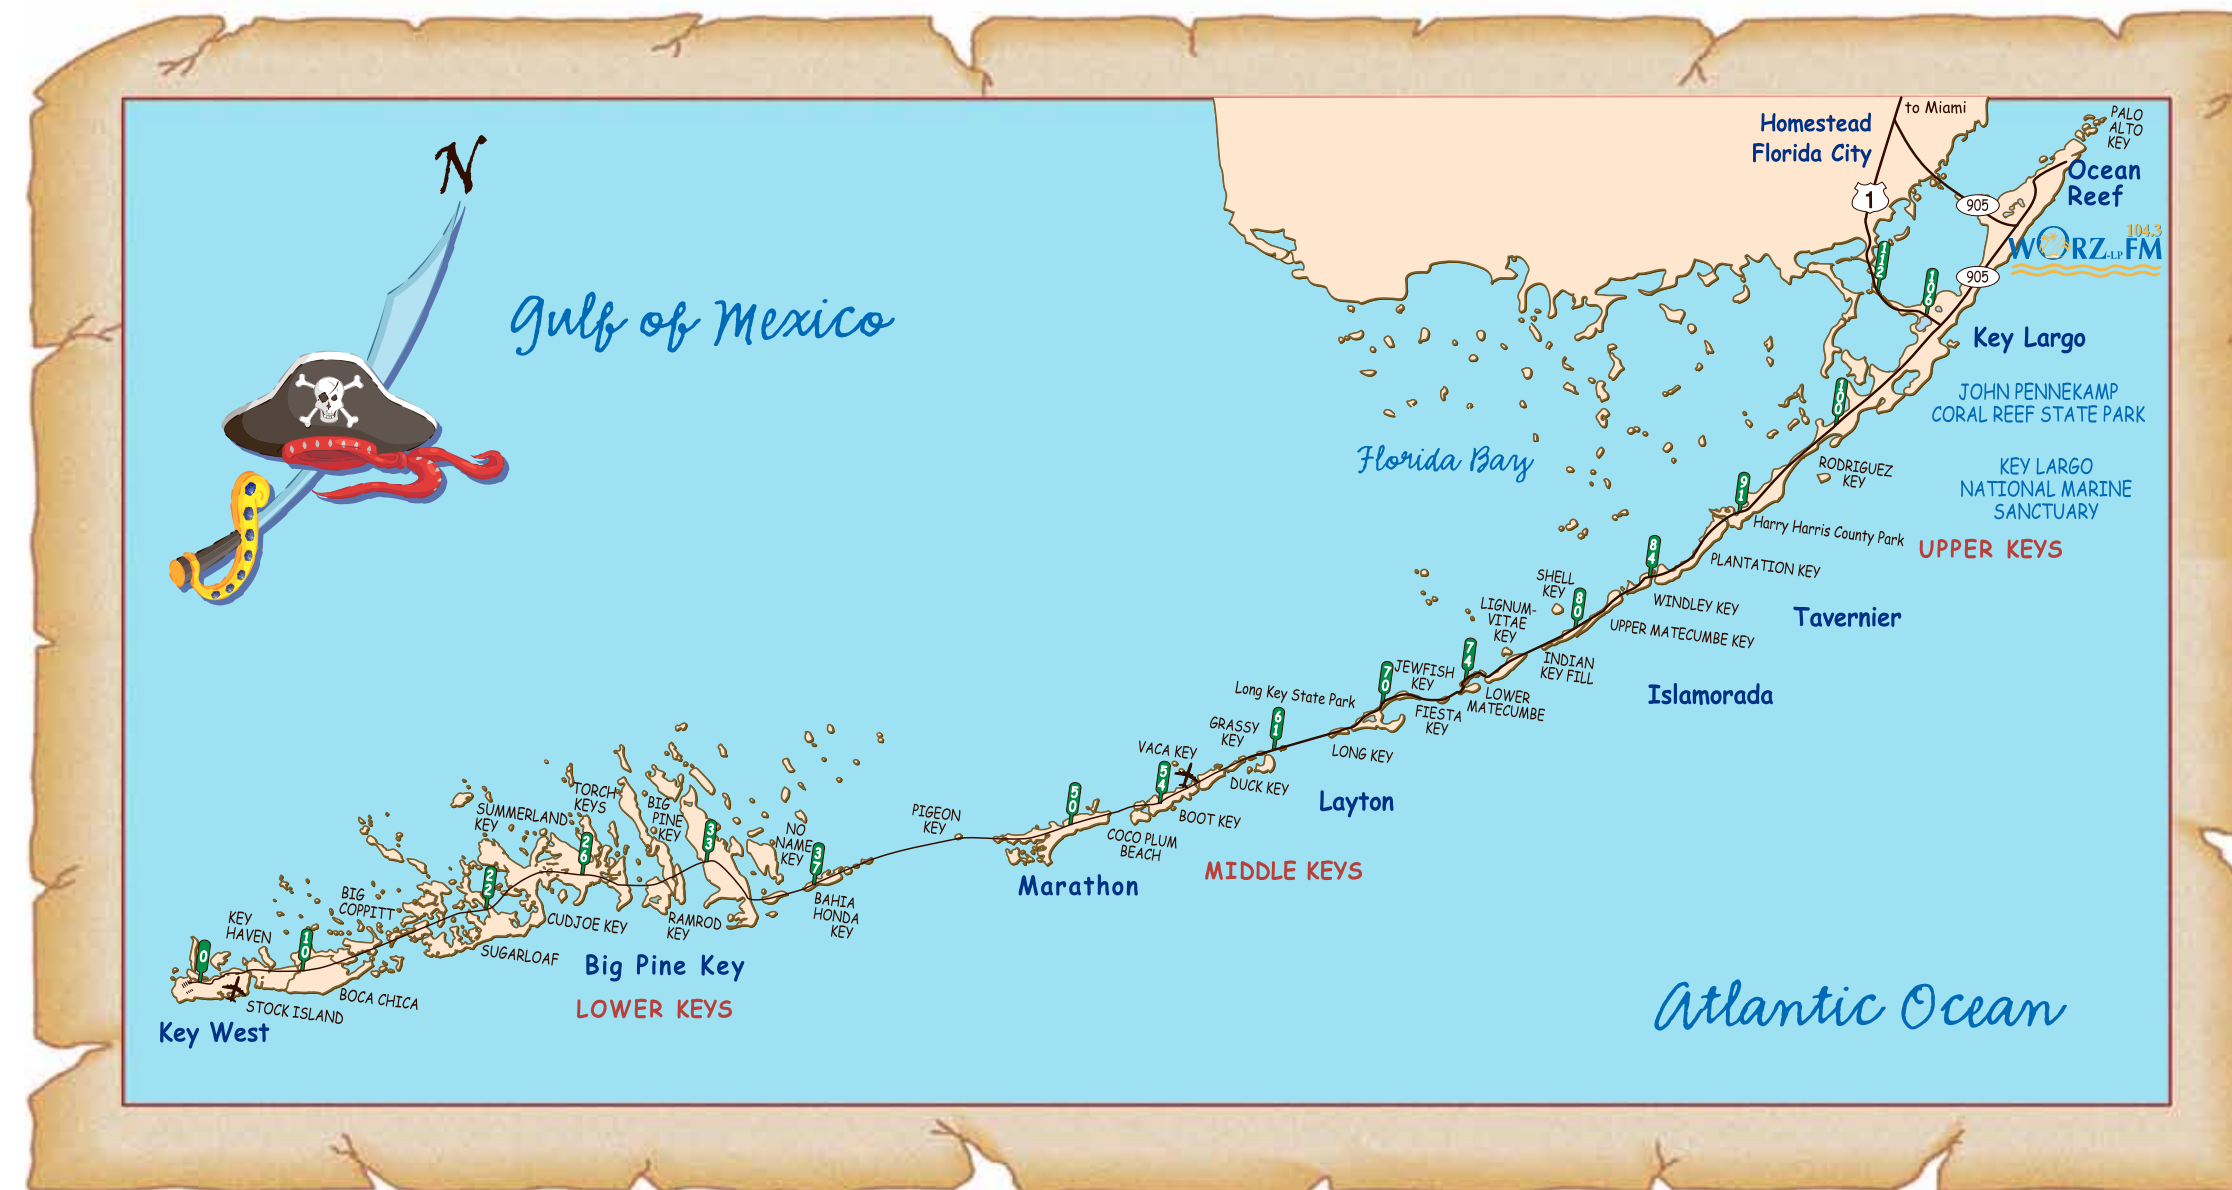 N
Gulf of Mexico
Florida Bay
Atlantic Ocean
to Miami
Homestead
Florida City
1
905
905
PALO
ALTO
KEY
Ocean
Reef
104.3
WORZ-LP FM
112
106
Key Largo
JOHN PENNEKAMP
CORAL REEF STATE PARK
KEY LARGO
NATIONAL MARINE
SANCTUARY
100
RODRIGUEZ
KEY
91
Harry Harris County Park
UPPER KEYS
PLANTATION KEY
84
WINDLEY KEY
Tavernier
SHELL
KEY
80
UPPER MATECUMBE KEY
LIGNUM-
VITAE
KEY
INDIAN
KEY FILL
Islamorada
74
LOWER
MATECUMBE
JEWFISH
KEY
70
FIESTA
KEY
Long Key State Park
LONG KEY
61
GRASSY
KEY
DUCK KEY
Layton
VACA KEY
54
BOOT KEY
COCO PLUM
BEACH
MIDDLE KEYS
50
Marathon
PIGEON
KEY
37
BAHIA
HONDA
KEY
NO
NAME
KEY
33
BIG
PINE
KEY
TORCH
KEYS
RAMROD
KEY
26
SUMMERLAND
KEY
CUDJOE KEY
22
SUGARLOAF
Big Pine Key
LOWER KEYS
BIG
COPPITT
BOCA CHICA
10
KEY
HAVEN
STOCK ISLAND
0
Key West